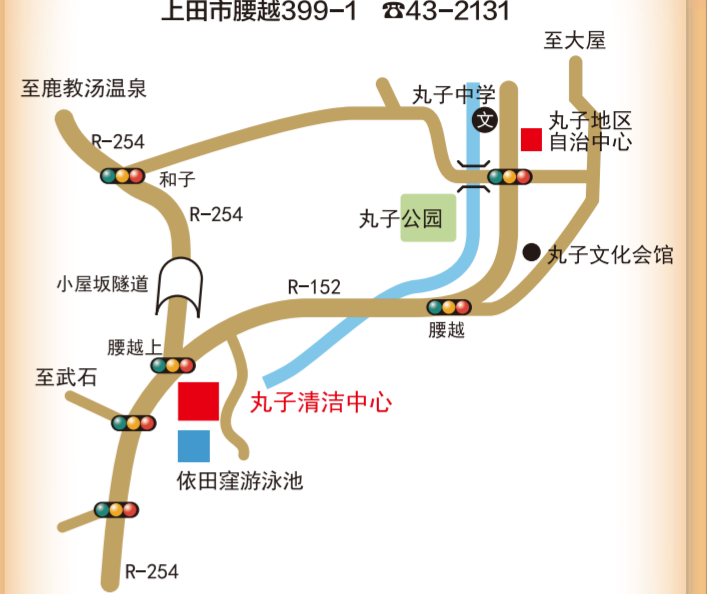 上田市腰越399-1 ☎43-2131
至大屋
至鹿教汤温泉
丸子中学
文
丸子地区
自治中心
R-254
和子
R-254
丸子公园
丸子文化会馆
小屋坂隧道
R-152
腰越
腰越上
至武石
丸子清洁中心
依田窪游泳池
R-254